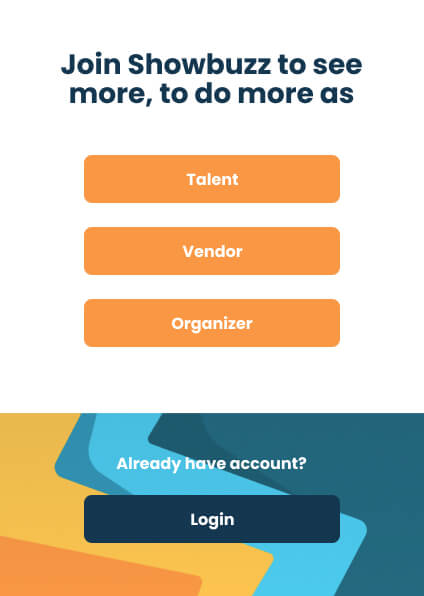 Join Showbuzz to see
more, to do more as
Talent
Vendor
Organizer
Already have account?
Login